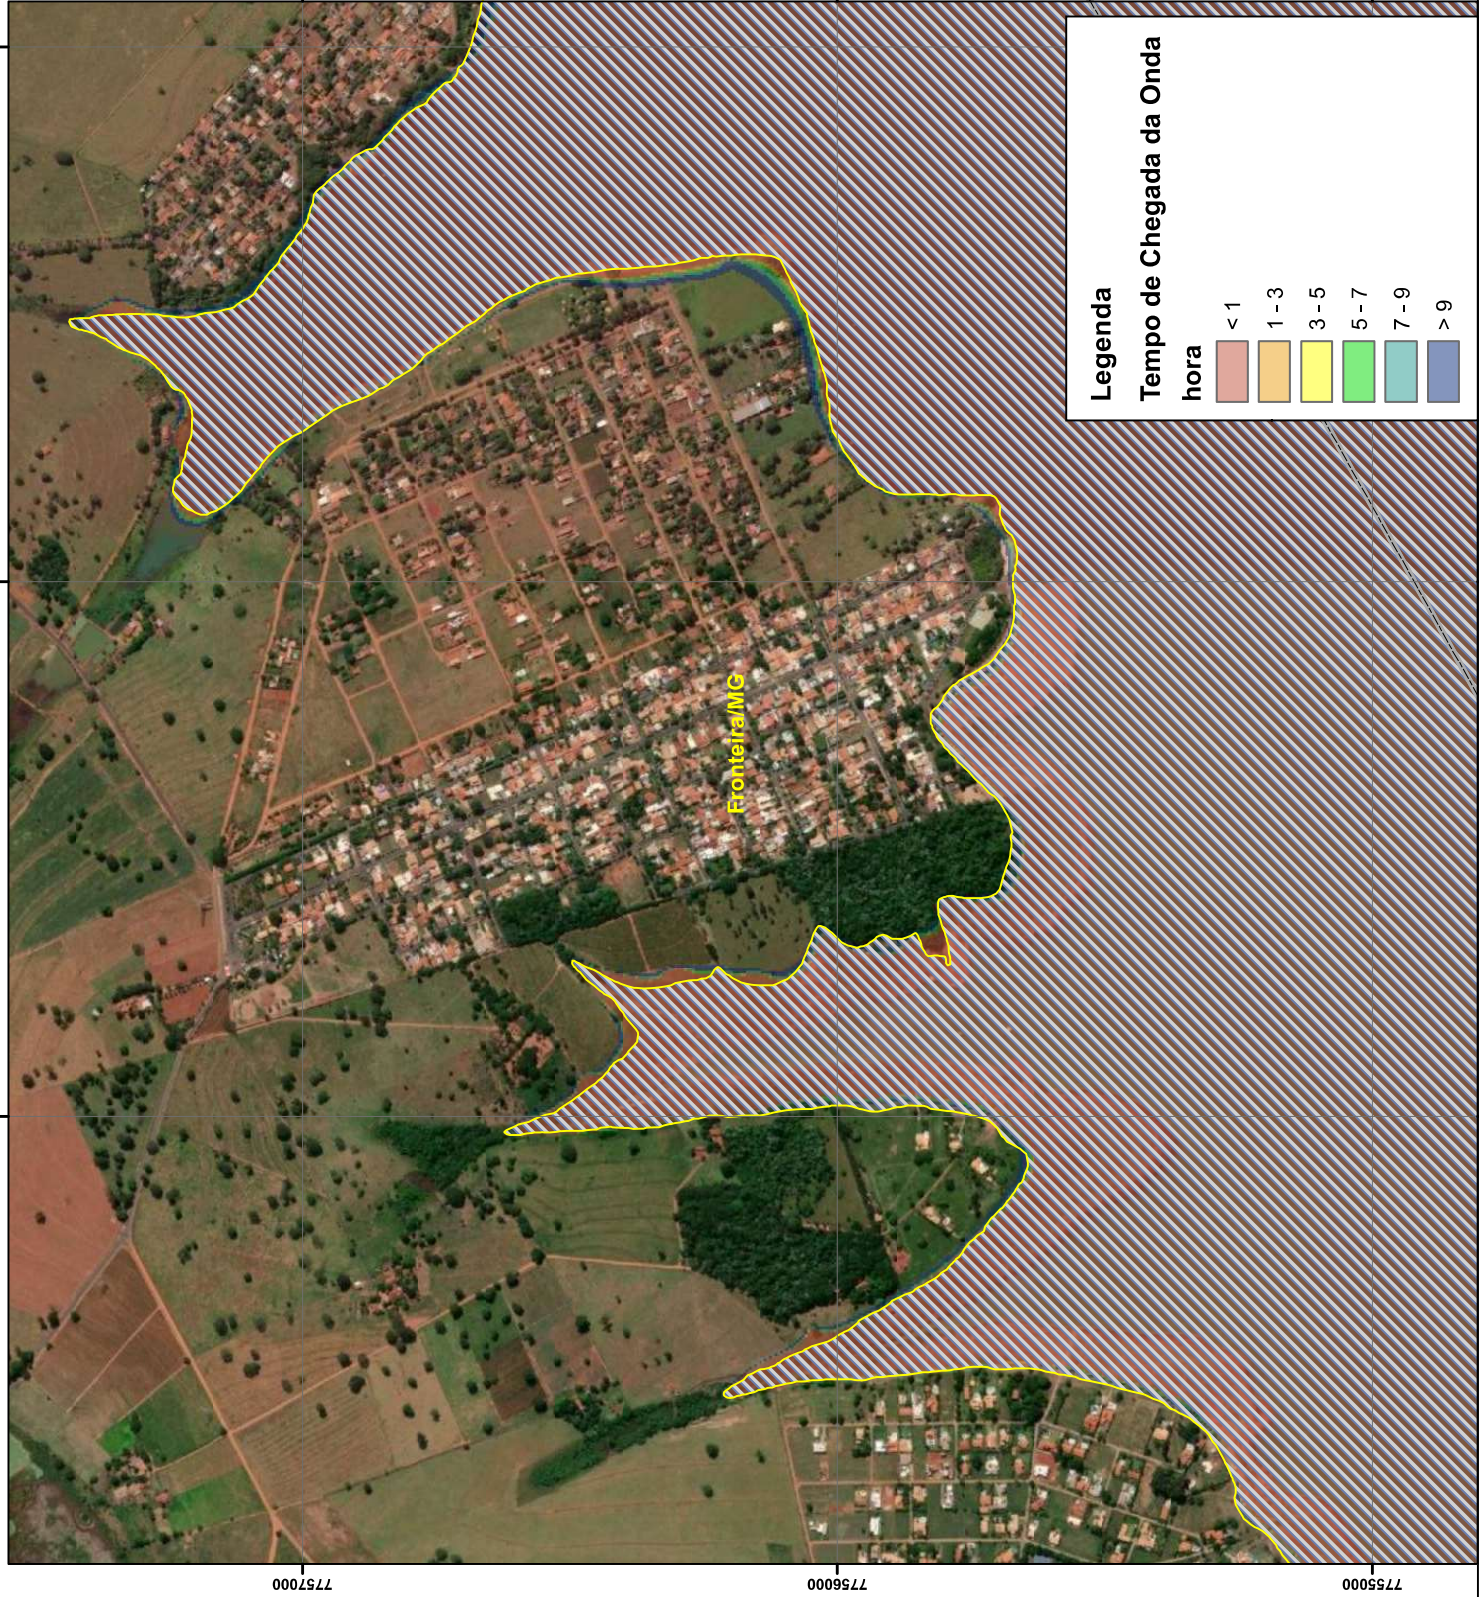 Legenda
Tempo de Chegada da Onda
hora
< 1
1 - 3
3 - 5
5 - 7
7 - 9
> 9
Fronteira/MG
7757000
7756000
7755000